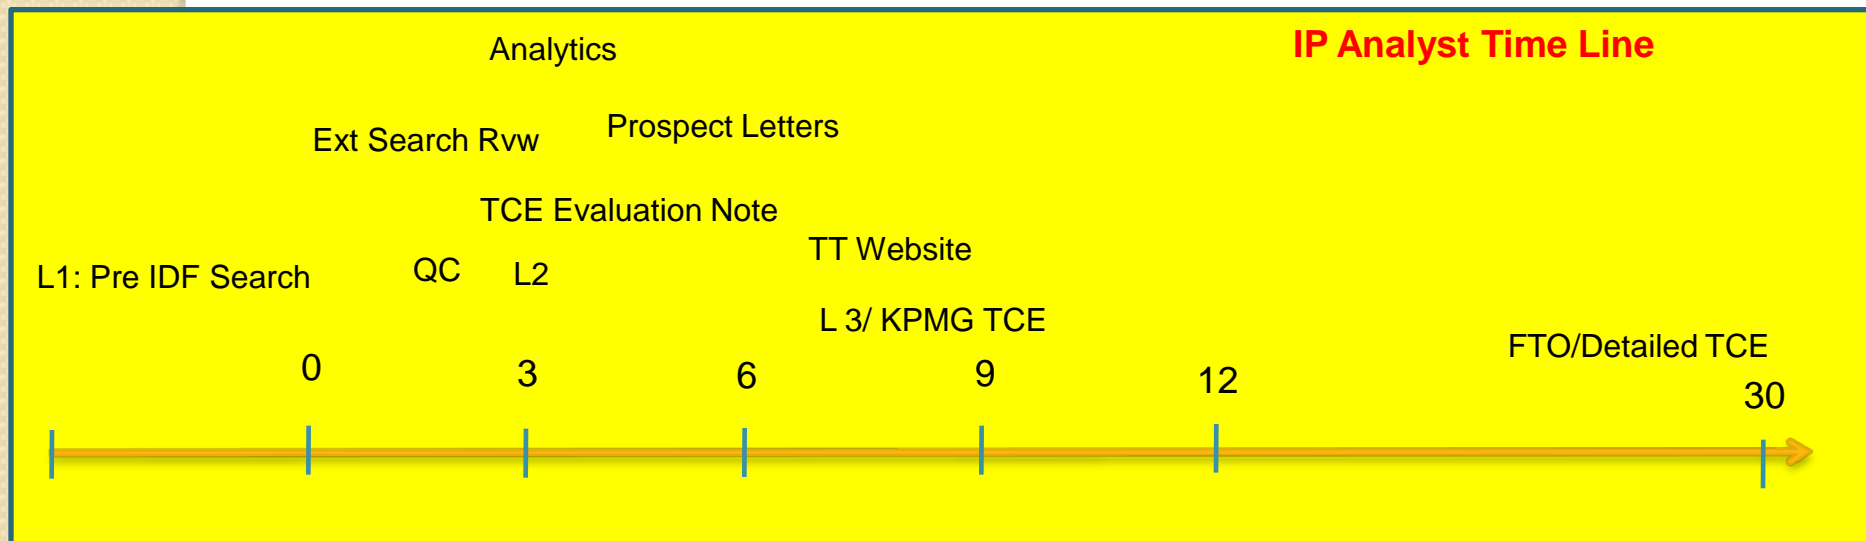 IP Analyst Time Line
Analytics
Prospect Letters
Ext Search Rvw
TCE Evaluation Note
TT Website
L1: Pre IDF Search
QC
L2
L 3/ KPMG TCE
FTO/Detailed TCE
0
3
6
9
12
30